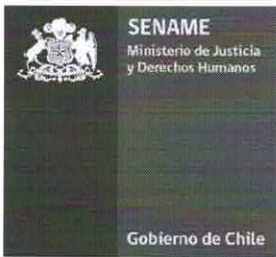 SENAME
Ministerio de Justicia
y Derechos Humanos
Gobierno de Chile